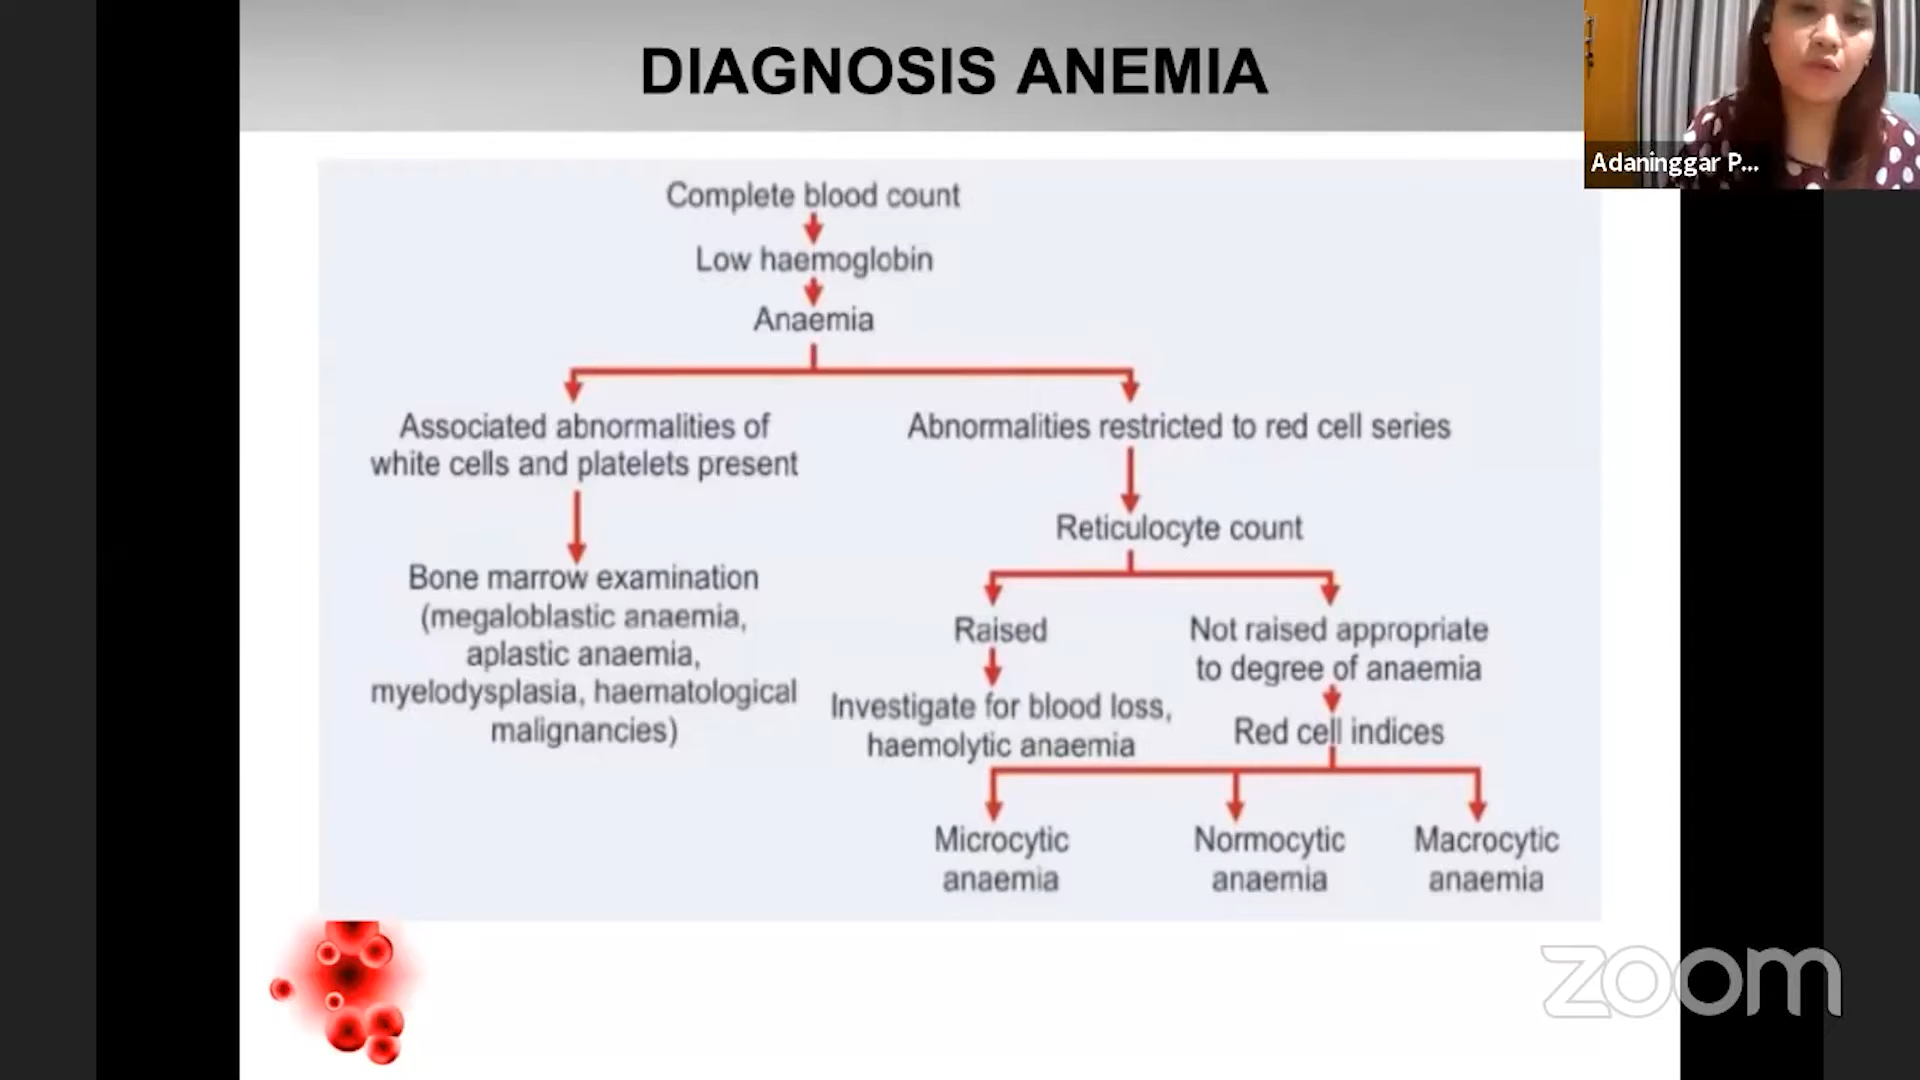 DIAGNOSIS ANEMIA
Adaninggar P...
Complete blood count
Low haemoglobin
Anaemia
Associated abnormalities of
white cells and platelets present
Abnormalities restricted to red cell series
Reticulocyte count
Bone marrow examination
(megaloblastic anaemia,
aplastic anaemia,
myelodysplasia, haematological
malignancies)
Raised
Not raised appropriate
to degree of anaemia
Investigate for blood loss,
haemolytic anaemia
Red cell indices
Microcytic
anaemia
Normocytic
anaemia
Macrocytic
anaemia
zoom